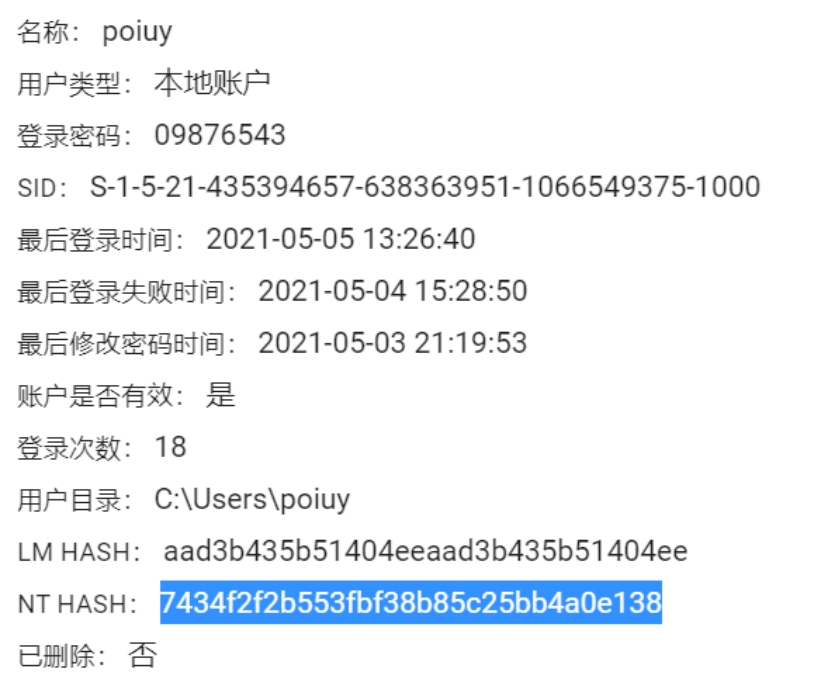 名称： poiuy
用户类型： 本地账户
登录密码： 09876543
SID： S-1-5-21-435394657-638363951-1066549375-1000
最后登录时间： 2021-05-05 13:26:40
最后登录失败时间： 2021-05-04 15:28:50
最后修改密码时间： 2021-05-03 21:19:53
账户是否有效： 是
登录次数： 18
用户目录： C:\Users\poiuy
LM HASH： aad3b435b51404eeaad3b435b51404ee
NT HASH： 7434f2f2b553fbf38b85c25bb4a0e138
已删除： 否